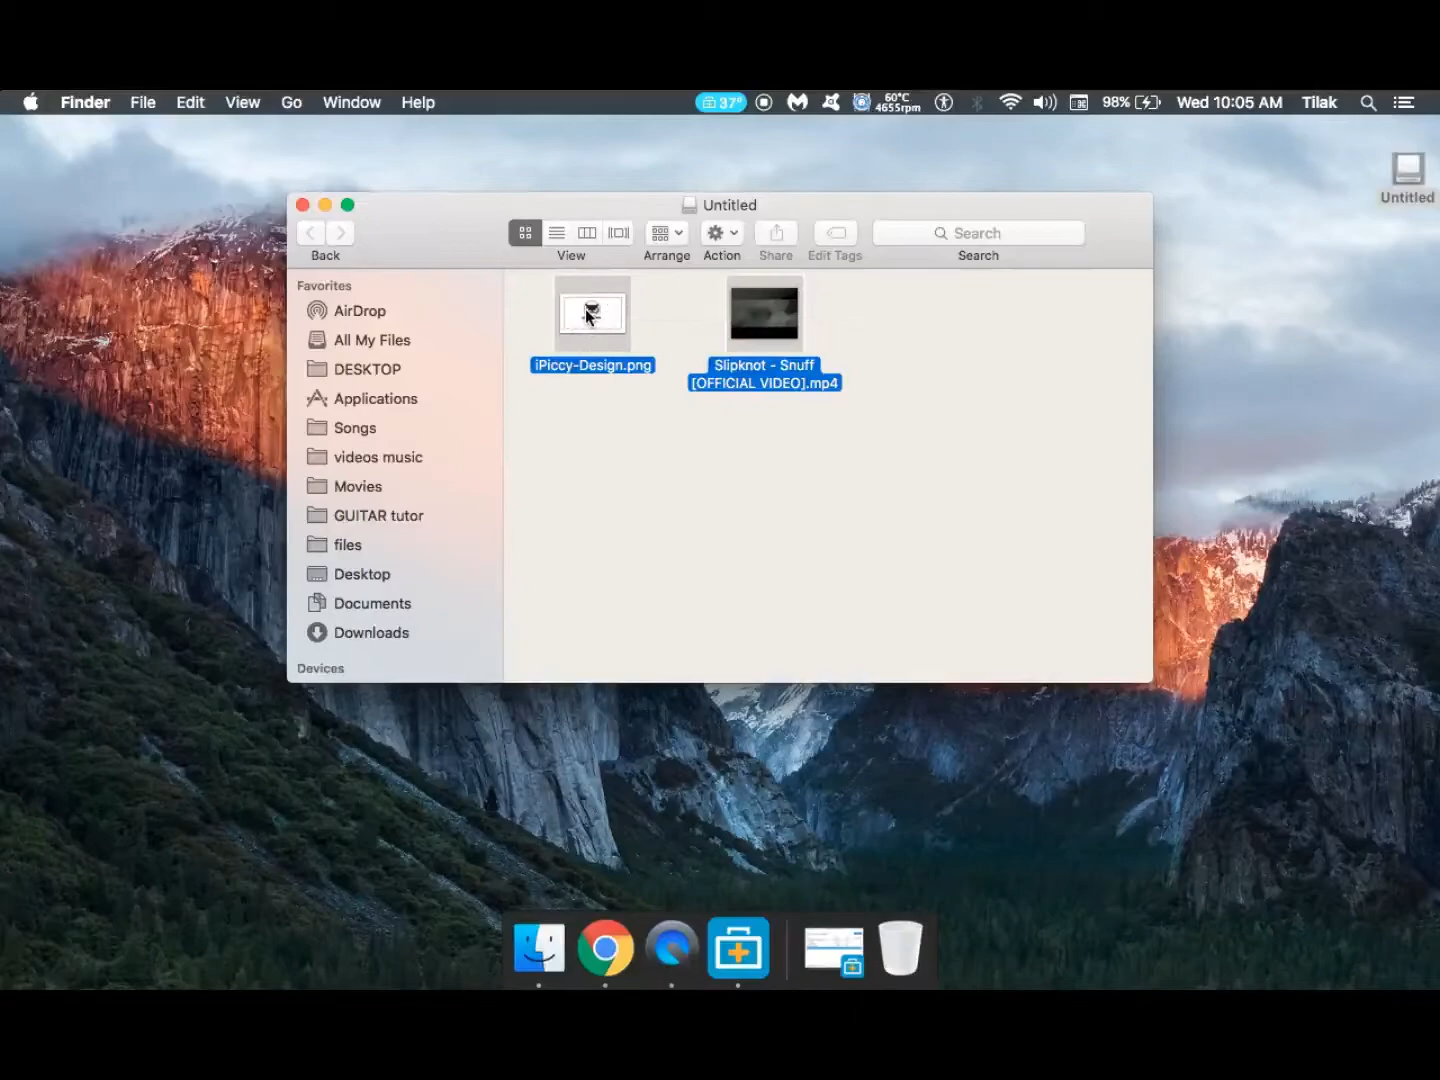 Finder File Edit View Go Window Help 37° 60°C 4655rpm 98% Wed 10:05 AM Tilak
Untitled
Untitled
Back View Arrange Action Share Edit Tags Search
Search
Favorites
AirDrop
All My Files
DESKTOP
Applications
Songs
videos music
Movies
GUITAR tutor
files
Desktop
Documents
Downloads
Devices
iPiccy-Design.png
Slipknot - Snuff
[OFFICIAL VIDEO].mp4